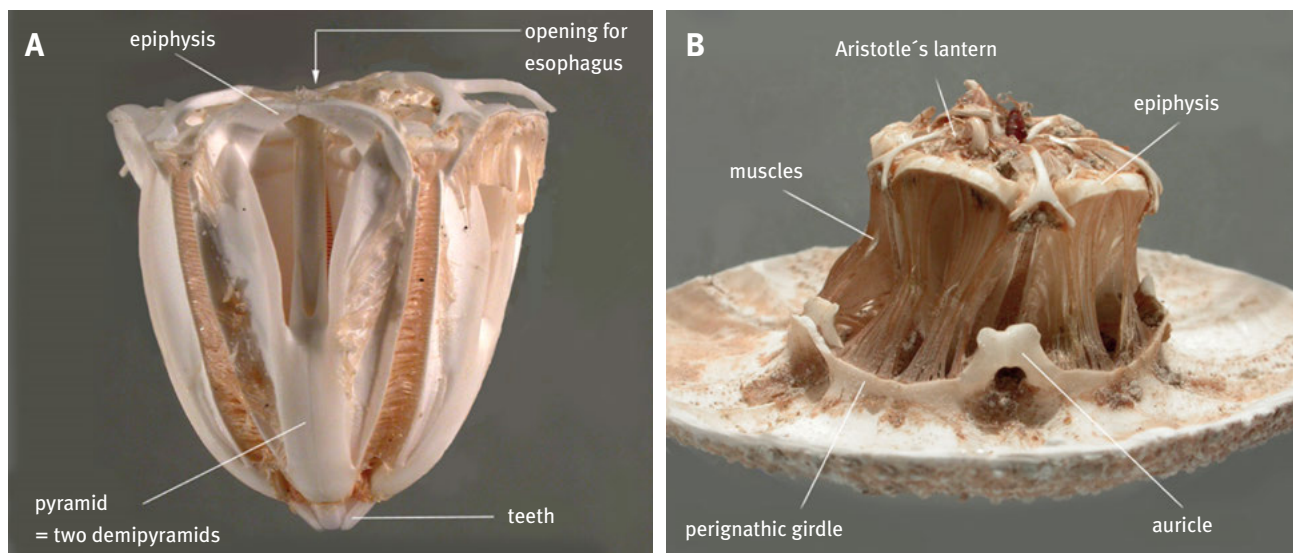 A
epiphysis
opening for
esophagus
pyramid
= two demipyramids
teeth
B
Aristotle´s lantern
epiphysis
muscles
perignathic girdle
auricle